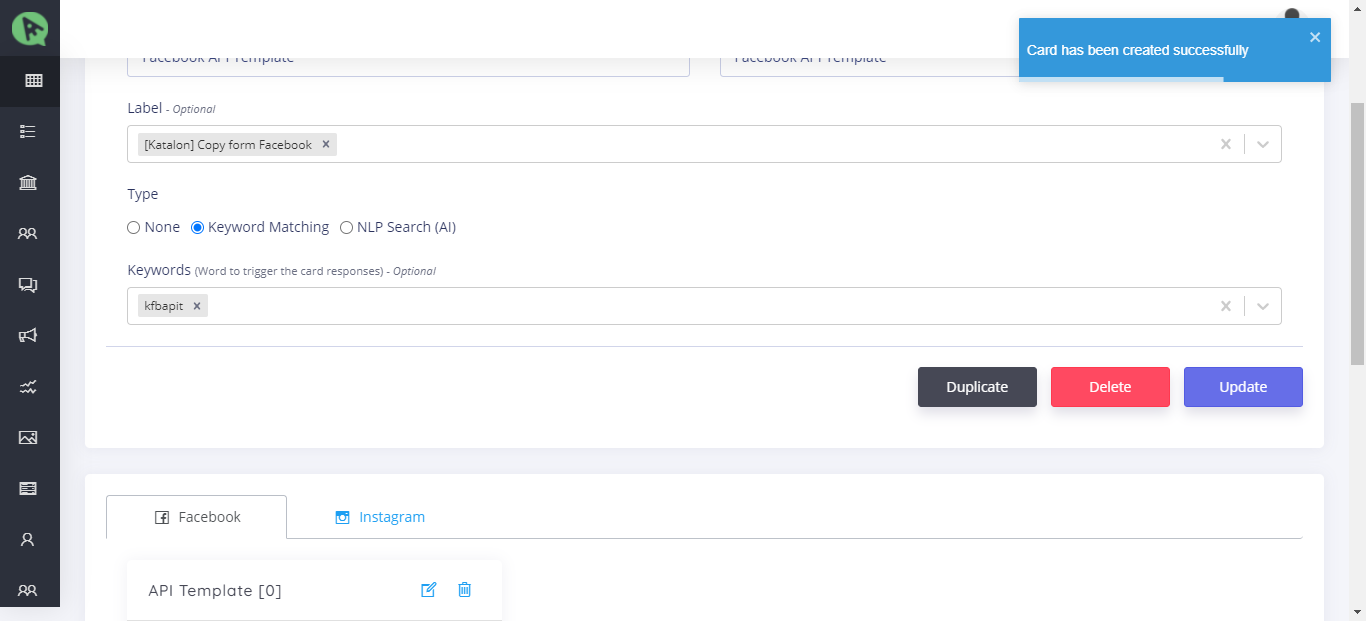 Card has been created successfully
Facebook API Template Facebook API Template
Label - Optional
[Katalon] Copy form Facebook
Type
None Keyword Matching NLP Search (AI)
Keywords (Word to trigger the card responses) - Optional
kfbapit
Duplicate Delete Update
Facebook Instagram
API Template [0]